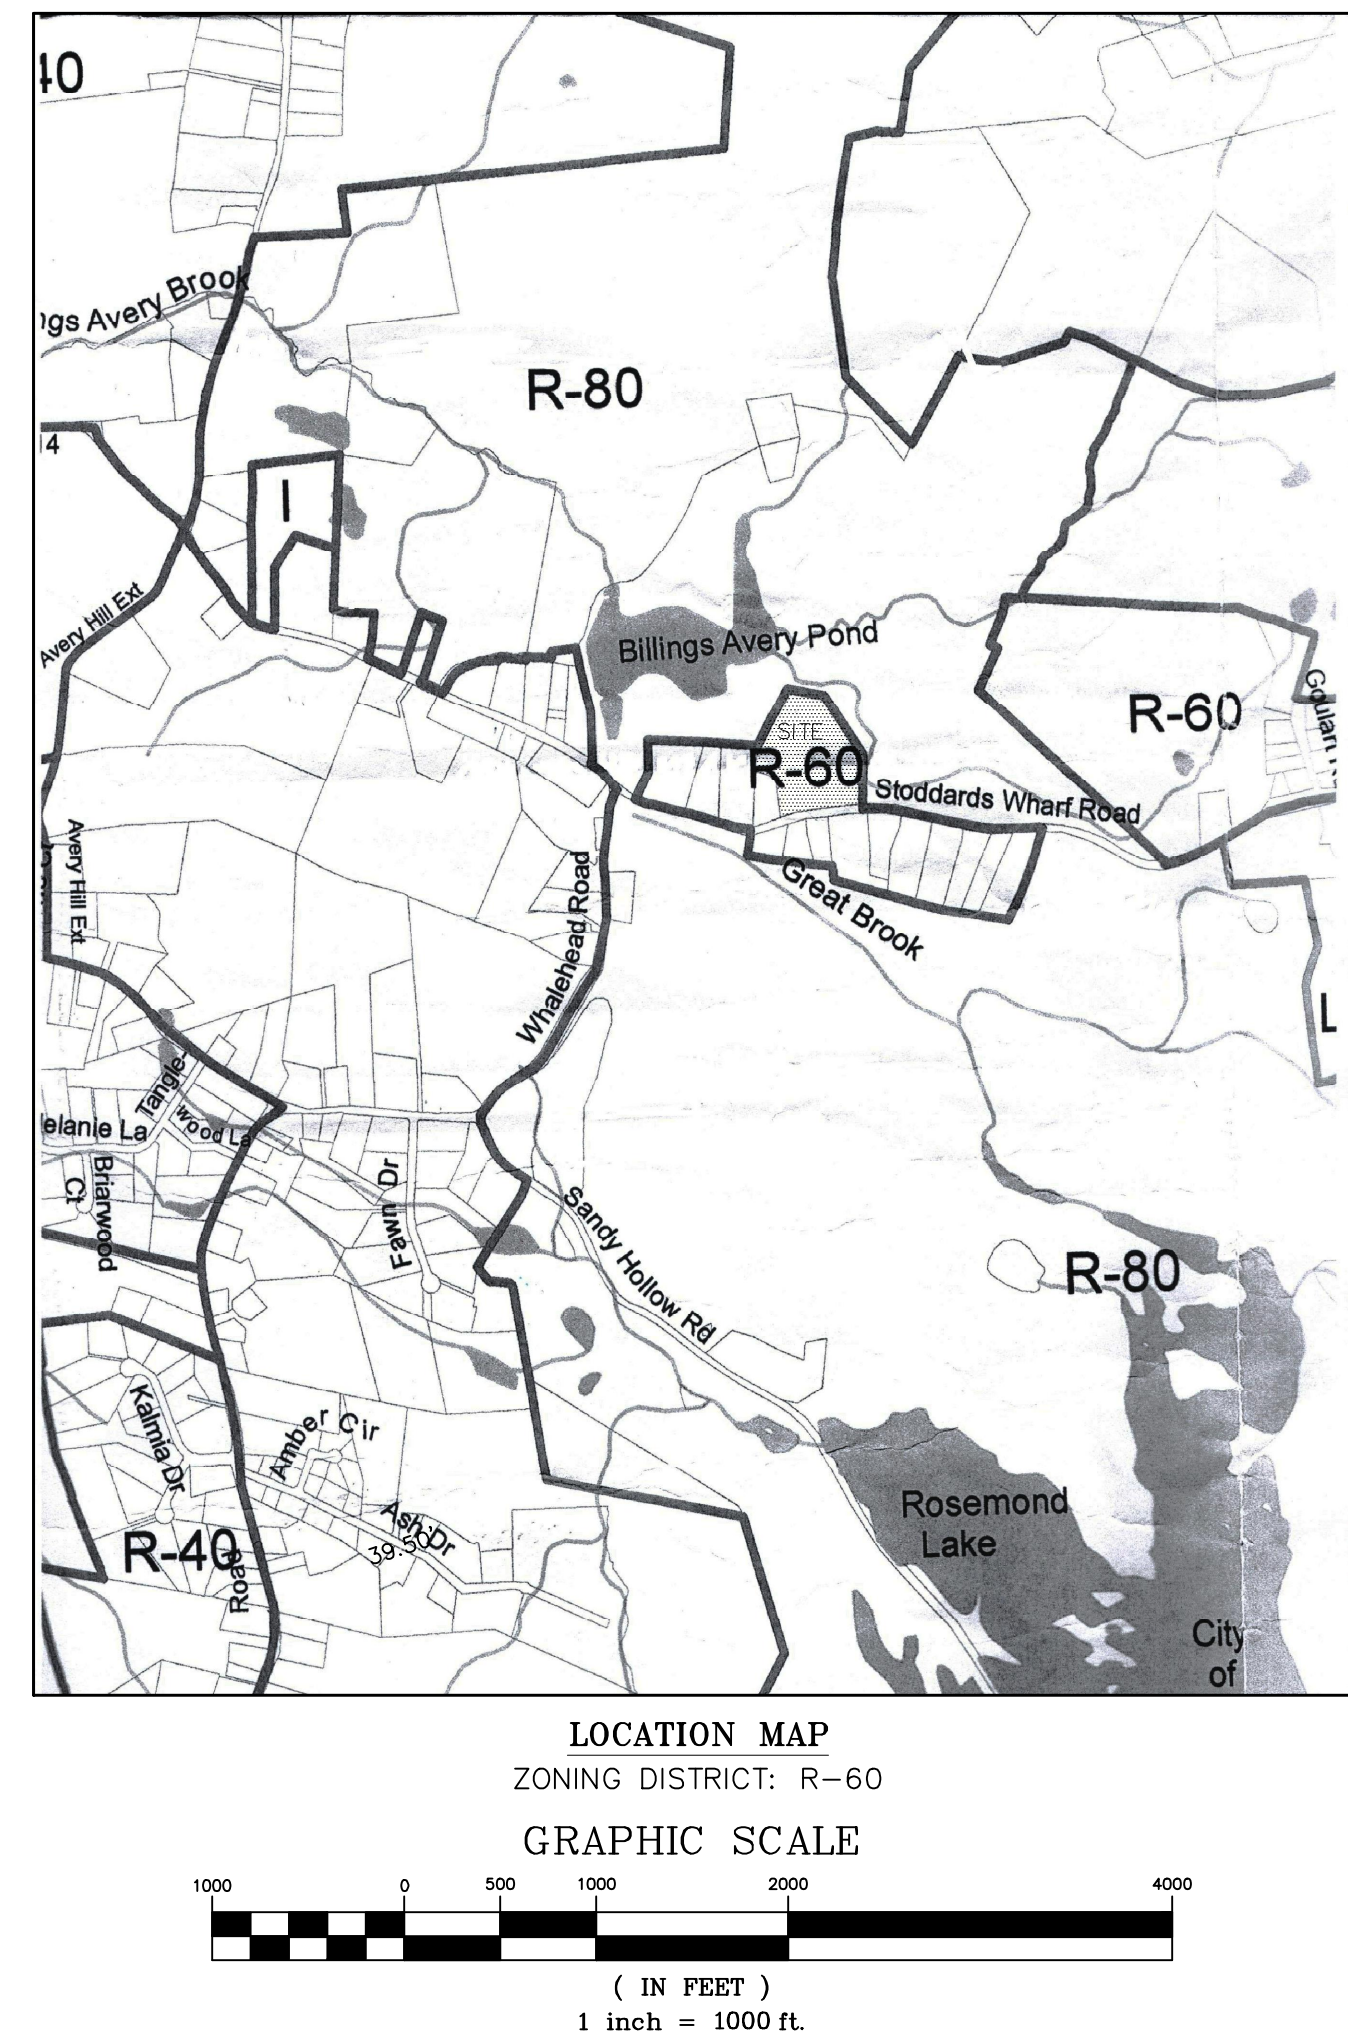 40
ngs Avery Brook
R-80
14
I
Avery Hill Ext
Billings Avery Pond
R-60
SITE
R-60
Stoddards Wharf Road
Avery Hill Ext
Great Brook
Whalehead Road
L
Tangle-
wood La
elanie La
Briarwood
Ct
Fawn Dr
Sandy Hollow Rd
R-80
Kalmia Dr
Amber Cir
Ash Dr
39.50
R-40
Road
Rosemond
Lake
City
of
LOCATION MAP
ZONING DISTRICT: R-60
GRAPHIC SCALE
1000 0 500 1000 2000 4000
( IN FEET )
1 inch = 1000 ft.